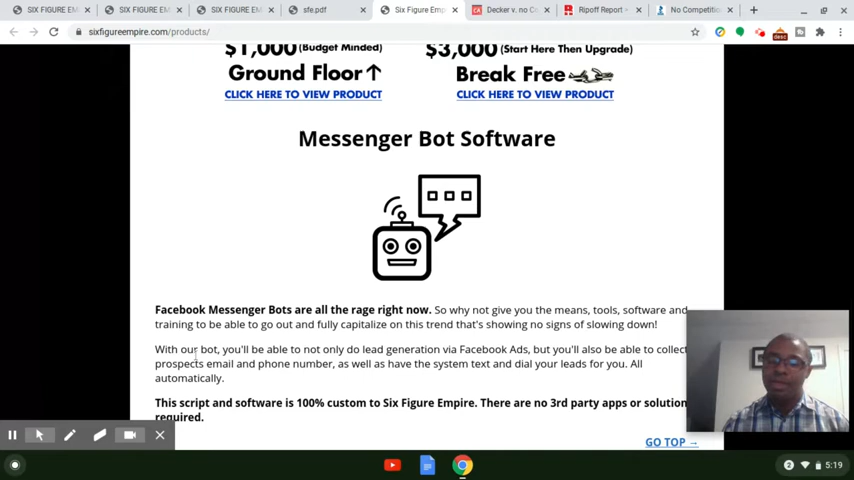 SIX FIGURE EM
SIX FIGURE EM
SIX FIGURE EM
sfe.pdf
Six Figure Emp
Decker v. no C
Ripoff Report
No Competitio
sixfigureempire.com/products/
$1,000 (Budget Minded)
Ground Floor
CLICK HERE TO VIEW PRODUCT
$3,000 (Start Here Then Upgrade)
Break Free
CLICK HERE TO VIEW PRODUCT
Messenger Bot Software
Facebook Messenger Bots are all the rage right now. So why not give you the means, tools, software and
training to be able to go out and fully capitalize on this trend that's showing no signs of slowing down!
With our bot, you'll be able to not only do lead generation via Facebook Ads, but you'll also be able to collect
prospects email and phone number, as well as have the system text and dial your leads for you. All
automatically.
This script and software is 100% custom to Six Figure Empire. There are no 3rd party apps or solution
required.
GO TOP →
2
5:19